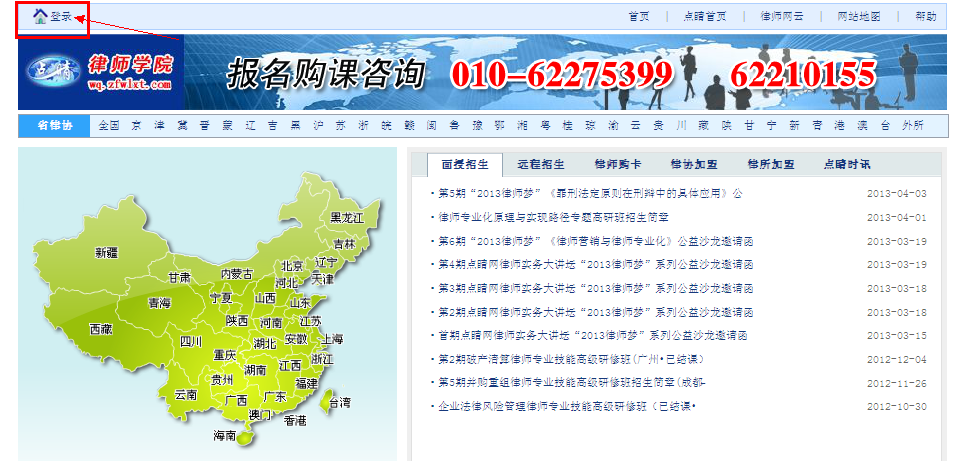 登录
首页 | 点睛首页 | 律师网云 | 网站地图 | 帮助
点睛 律师学院
wq.zfwlxt.com
报名购课咨询 010-62275399 62210155
省律协 全国 京 津 冀 晋 蒙 辽 吉 黑 沪 苏 浙 皖 赣 闽 鲁 豫 鄂 湘 粤 桂 琼 渝 云 贵 川 藏 陕 甘 宁 新 青 港 澳 台 外所
面授招生 远程招生 律师购卡 律协加盟 律所加盟 点睛时讯
·第5期“2013律师梦”《罪刑法定原则在刑辩中的具体应用》公 2013-04-03
·律师专业化原理与实现路径专题高研班招生简章 2013-04-01
·第6期“2013律师梦”《律师营销与律师专业化》公益沙龙邀请函 2013-03-19
·第4期点睛网律师实务大讲坛“2013律师梦”系列公益沙龙邀请函 2013-03-19
·第3期点睛网律师实务大讲坛“2013律师梦”系列公益沙龙邀请函 2013-03-18
·第2期点睛网律师实务大讲坛“2013律师梦”系列公益沙龙邀请函 2013-03-18
·首期点睛网律师实务大讲坛“2013律师梦”系列公益沙龙邀请函 2013-03-15
·第2期破产清算律师专业技能高级研修班(广州•已结课） 2012-12-04
·第5期并购重组律师专业技能高级研修班招生简章(成都- 2012-11-26
·企业法律风险管理律师专业技能高级研修班（已结课• 2012-10-30
黑龙江
吉林
新疆
辽宁
北京
内蒙古
甘肃
天津
河北
宁夏
山西
青海
山东
陕西
河南
江苏
西藏
安徽
上海
四川
湖北
重庆
浙江
江西
湖南
贵州
福建
云南
广西
广东
台湾
澳门
香港
海南